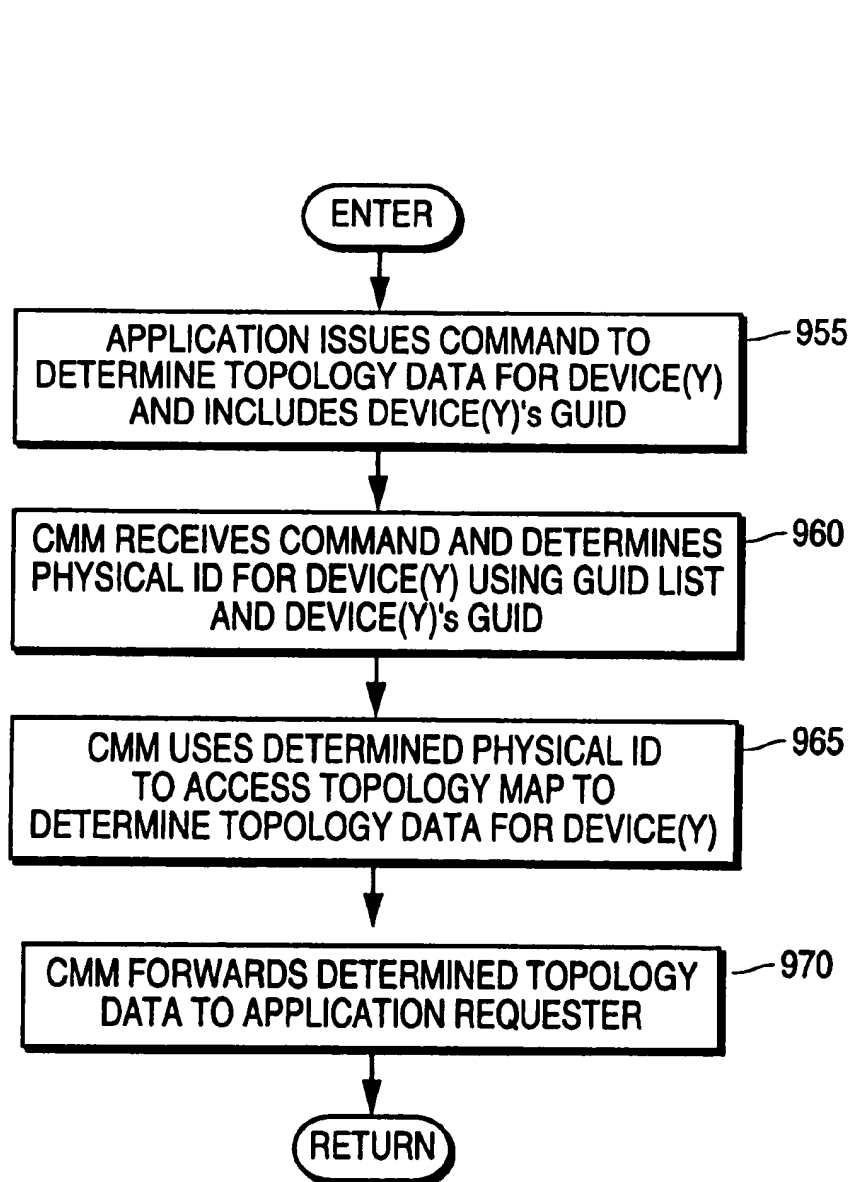 ENTER
APPLICATION ISSUES COMMAND TO
DETERMINE TOPOLOGY DATA FOR DEVICE(Y)
AND INCLUDES DEVICE(Y)'s GUID
955
CMM RECEIVES COMMAND AND DETERMINES
PHYSICAL ID FOR DEVICE(Y) USING GUID LIST
AND DEVICE(Y)'s GUID
960
CMM USES DETERMINED PHYSICAL ID
TO ACCESS TOPOLOGY MAP TO
DETERMINE TOPOLOGY DATA FOR DEVICE(Y)
965
CMM FORWARDS DETERMINED TOPOLOGY
DATA TO APPLICATION REQUESTER
970
RETURN